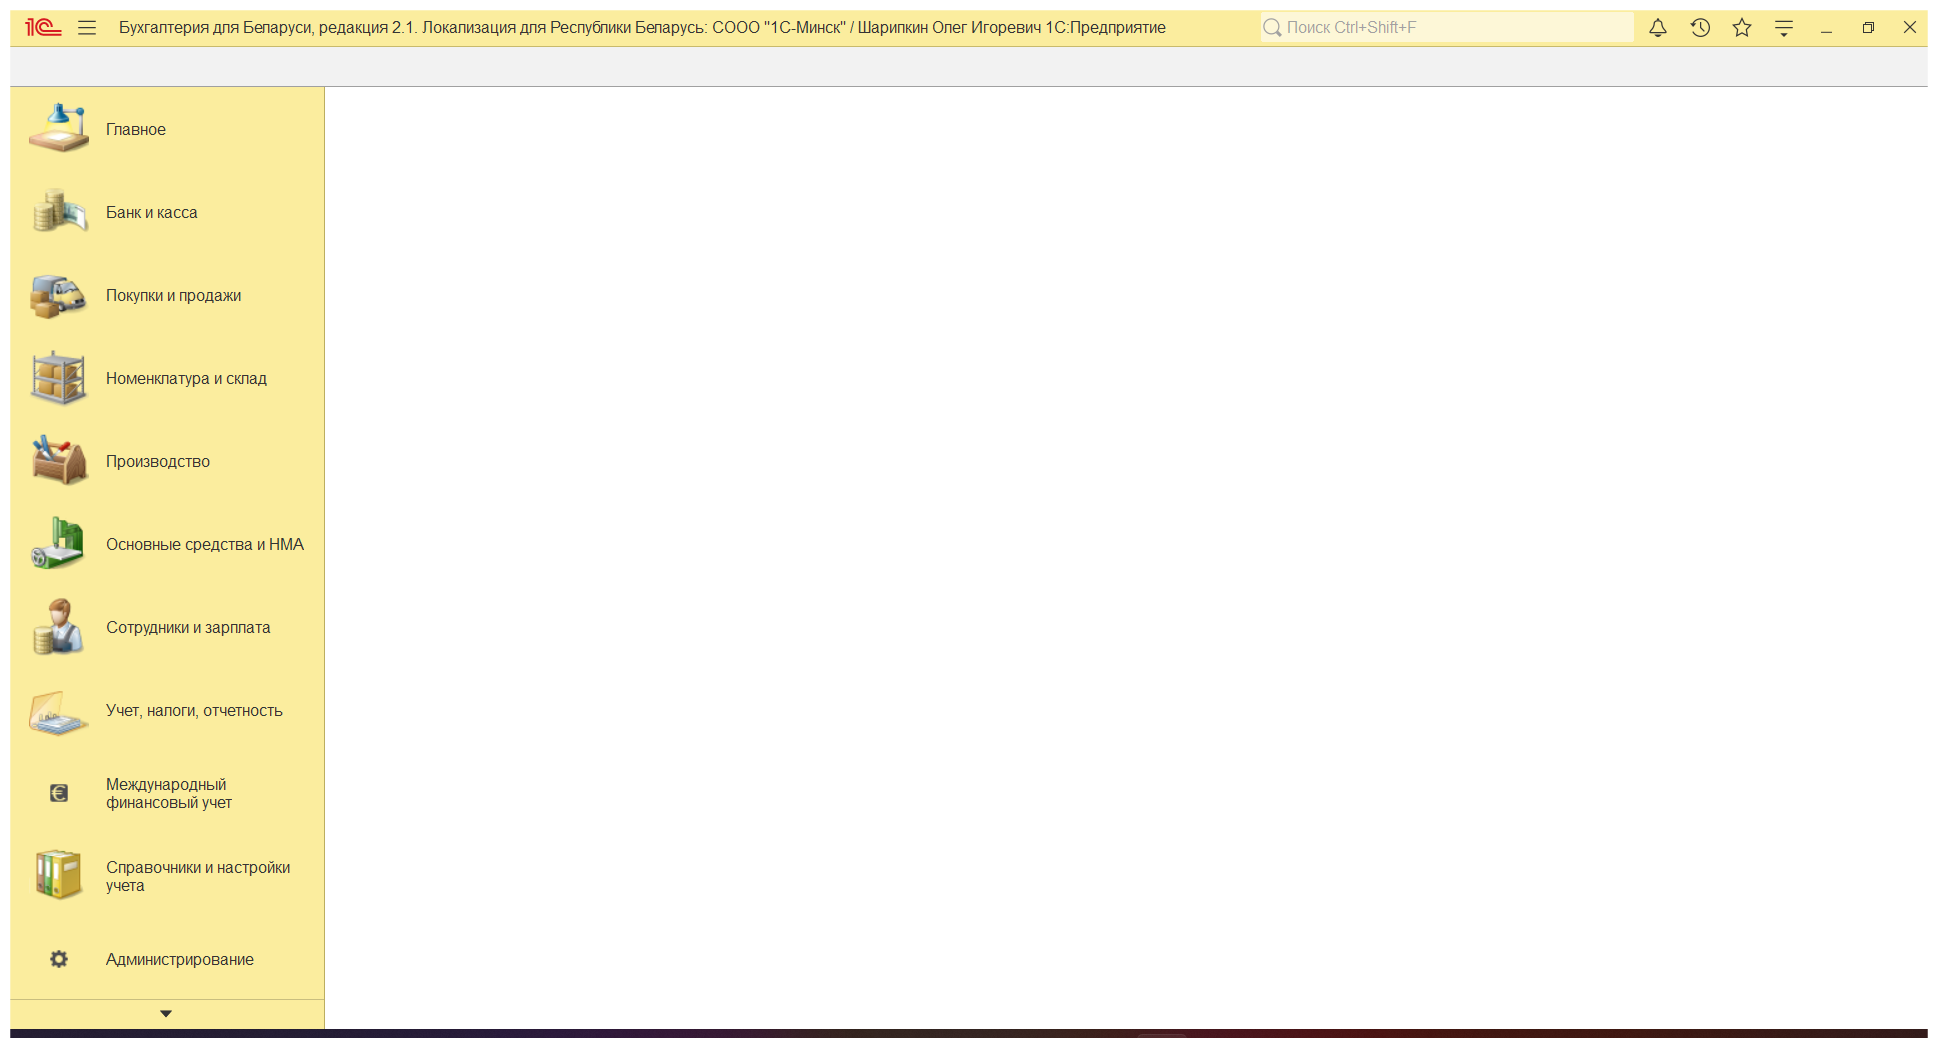 1С Бухгалтерия для Беларуси, редакция 2.1. Локализация для Республики Беларусь: СООО "1С-Минск" / Шарипкин Олег Игоревич 1С:Предприятие Поиск Ctrl+Shift+F
Главное
Банк и касса
Покупки и продажи
Номенклатура и склад
Производство
Основные средства и НМА
Сотрудники и зарплата
Учет, налоги, отчетность
Международный
финансовый учет
Справочники и настройки
учета
Администрирование